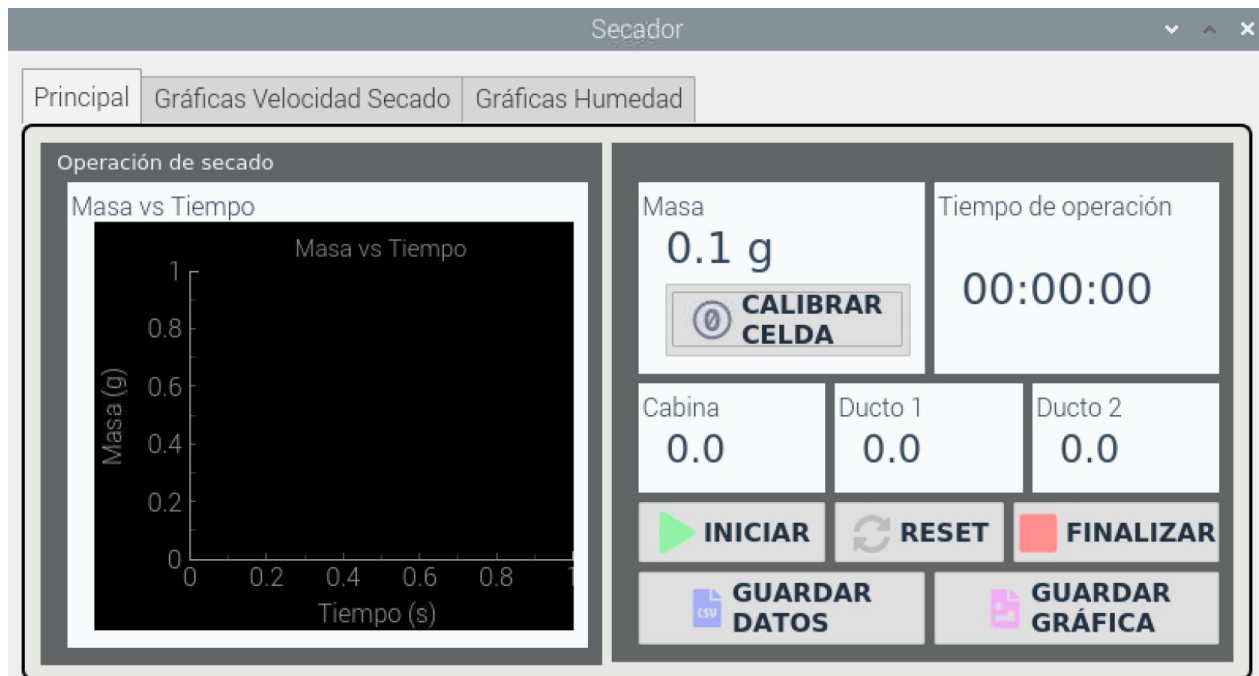 Secador
Principal
Gráficas Velocidad Secado
Gráficas Humedad
Operación de secado
Masa vs Tiempo
Masa vs Tiempo
1
0.8
0.6
0.4
0.2
0
Masa (g)
0
0.2
0.4
0.6
0.8
1
Tiempo (s)
Masa
0.1 g
0
CALIBRAR
CELDA
Tiempo de operación
00:00:00
Cabina
0.0
Ducto 1
0.0
Ducto 2
0.0
INICIAR
RESET
FINALIZAR
CSV
GUARDAR
DATOS
GUARDAR
GRÁFICA